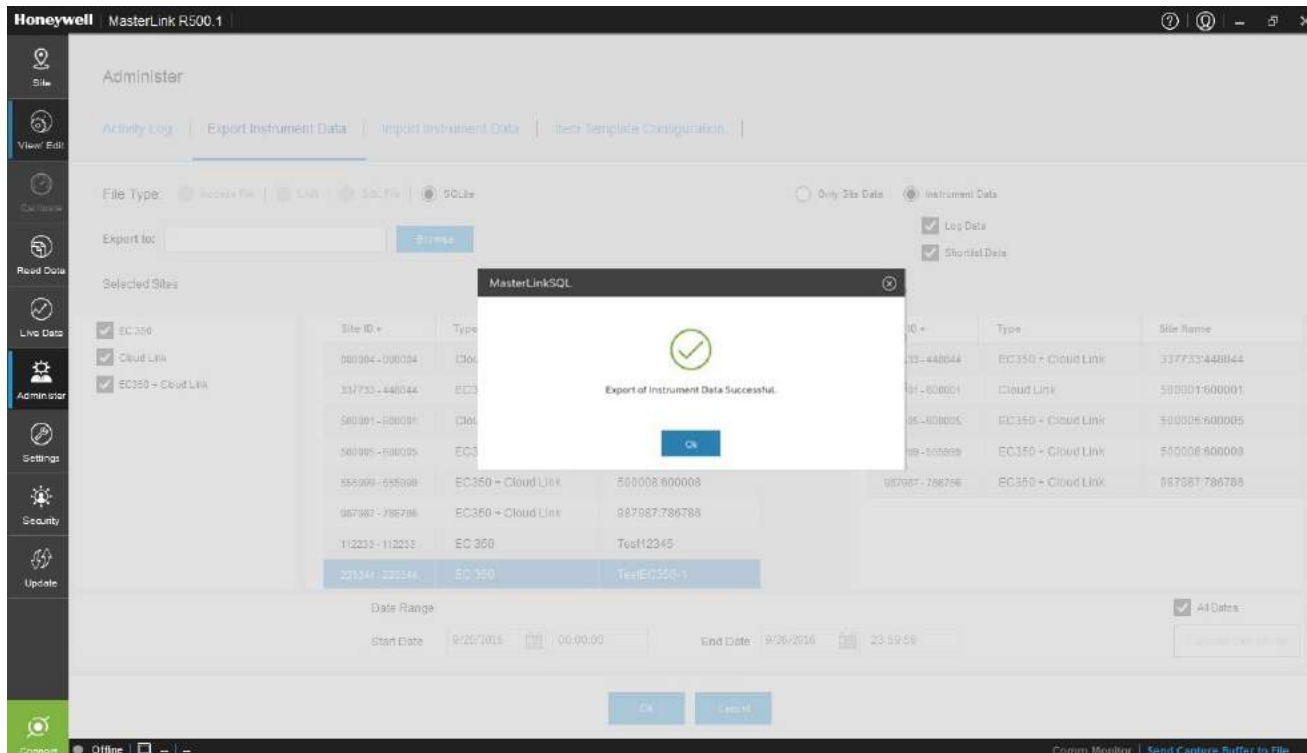 Honeywell | MasterLink R500.1
Site
Administer
View/ Edit
Activity Log | Export Instrument Data | Import Instrument Data | Item Template Configuration |
Calibrate
File Type: Access File | LNK | SQL File | SQLite
Only Site Data Instrument Data
Log Data
Export to: Browse
Shortlist Data
Read Data
Selected Sites
MasterLinkSQL
Live Data
EC350
Cloud Link
EC350 + Cloud Link
Site ID Type
Type Site Name
337733 - 448844
EC350 + Cloud Link 337733:448844
Export of Instrument Data Successful.
Cloud Link 500001:600001
EC350 + Cloud Link 500005:600005
EC350 + Cloud Link 500008:600008
Ok
EC350 + Cloud Link 500008:600008
987987 - 786786 EC350 + Cloud Link 987987:786786
987987 - 786786 EC350 + Cloud Link 987987:786786
112233 - 112233 EC 350 Test12345
EC 350 TestEC350-1
Administer
Settings
Security
Update
Date Range
All Dates
Start Date 00:00:00 End Date 23:59:59
Ok Cancel
Connect
Offline | -- | --
Comm Monitor | Send Capture Buffer to File